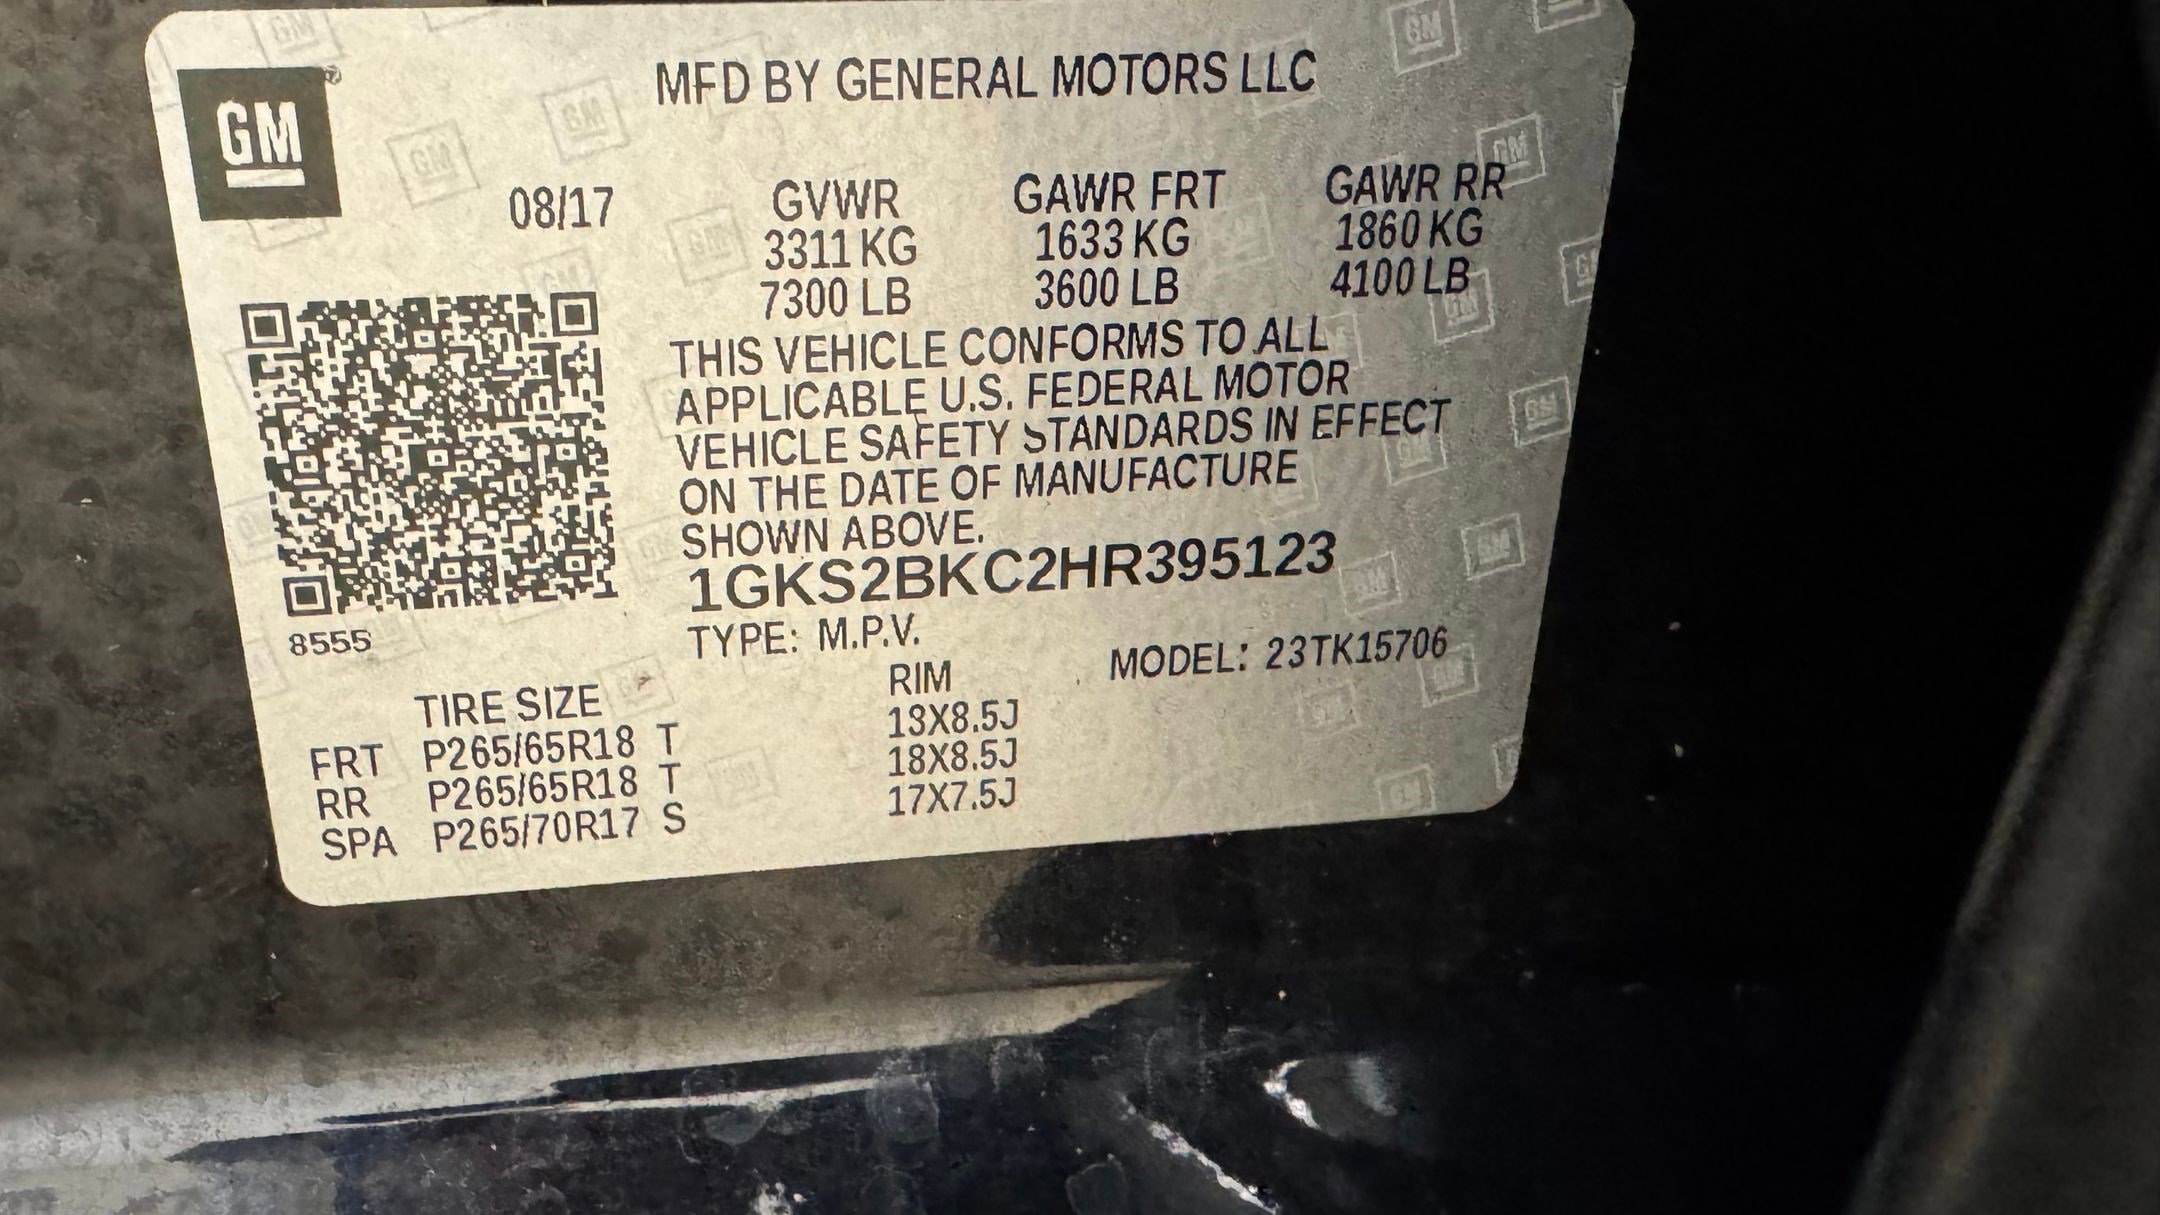 GM
MFD BY GENERAL MOTORS LLC
08/17
GVWR GAWR FRT GAWR RR
3311 KG 1633 KG 1860 KG
7300 LB 3600 LB 4100 LB
THIS VEHICLE CONFORMS TO ALL
APPLICABLE U.S. FEDERAL MOTOR
VEHICLE SAFETY STANDARDS IN EFFECT
ON THE DATE OF MANUFACTURE
SHOWN ABOVE.
1GKS2BKC2HR395123
8555
TYPE: M.P.V. MODEL: 23TK15706
TIRE SIZE RIM
FRT P265/65R18 T 13X8.5J
RR P265/65R18 T 18X8.5J
SPA P265/70R17 S 17X7.5J